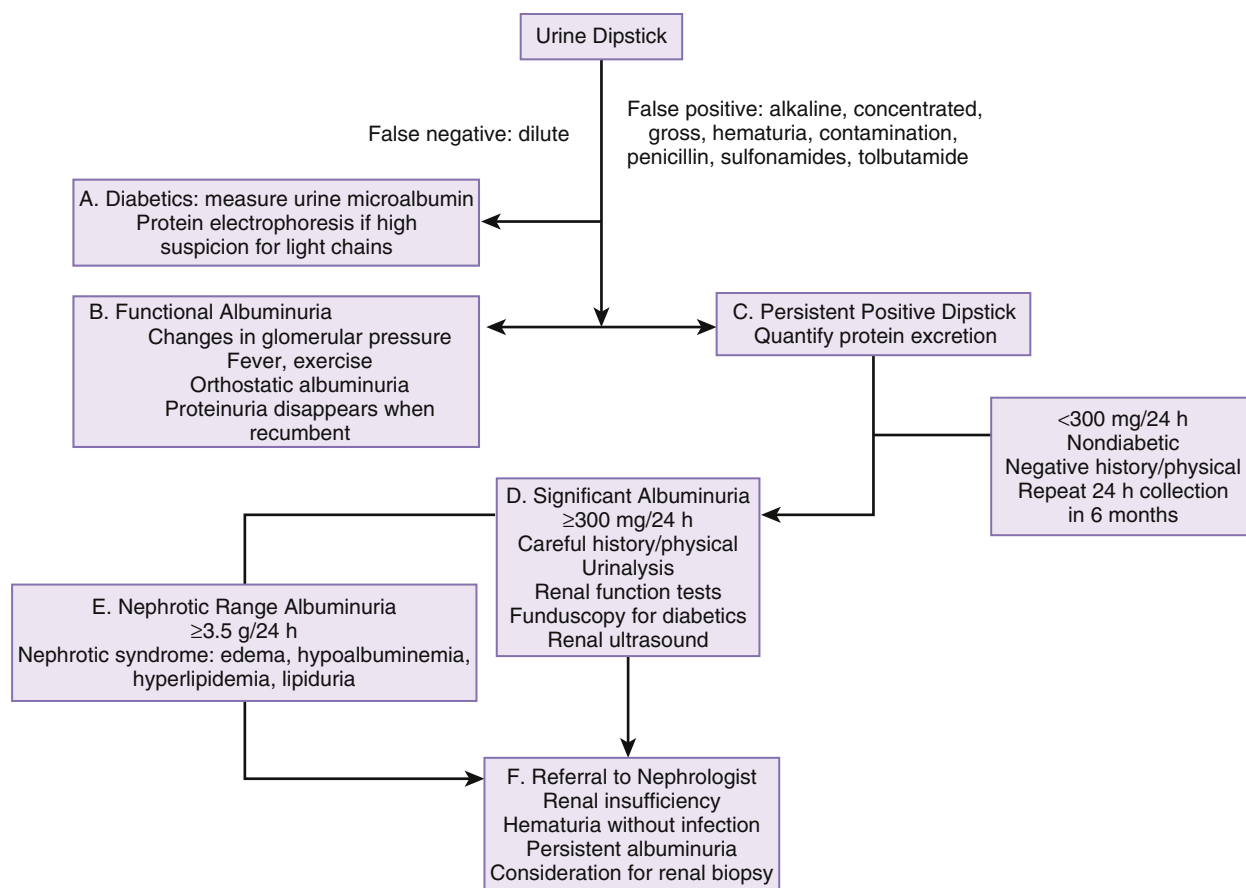 Urine Dipstick
False negative: dilute
False positive: alkaline, concentrated,
gross, hematuria, contamination,
penicillin, sulfonamides, tolbutamide
A. Diabetics: measure urine microalbumin
Protein electrophoresis if high
suspicion for light chains
B. Functional Albuminuria
Changes in glomerular pressure
Fever, exercise
Orthostatic albuminuria
Proteinuria disappears when
recumbent
C. Persistent Positive Dipstick
Quantify protein excretion
<300 mg/24 h
Nondiabetic
Negative history/physical
Repeat 24 h collection
in 6 months
D. Significant Albuminuria
≥300 mg/24 h
Careful history/physical
Urinalysis
Renal function tests
Funduscopy for diabetics
Renal ultrasound
E. Nephrotic Range Albuminuria
≥3.5 g/24 h
Nephrotic syndrome: edema, hypoalbuminemia,
hyperlipidemia, lipiduria
F. Referral to Nephrologist
Renal insufficiency
Hematuria without infection
Persistent albuminuria
Consideration for renal biopsy